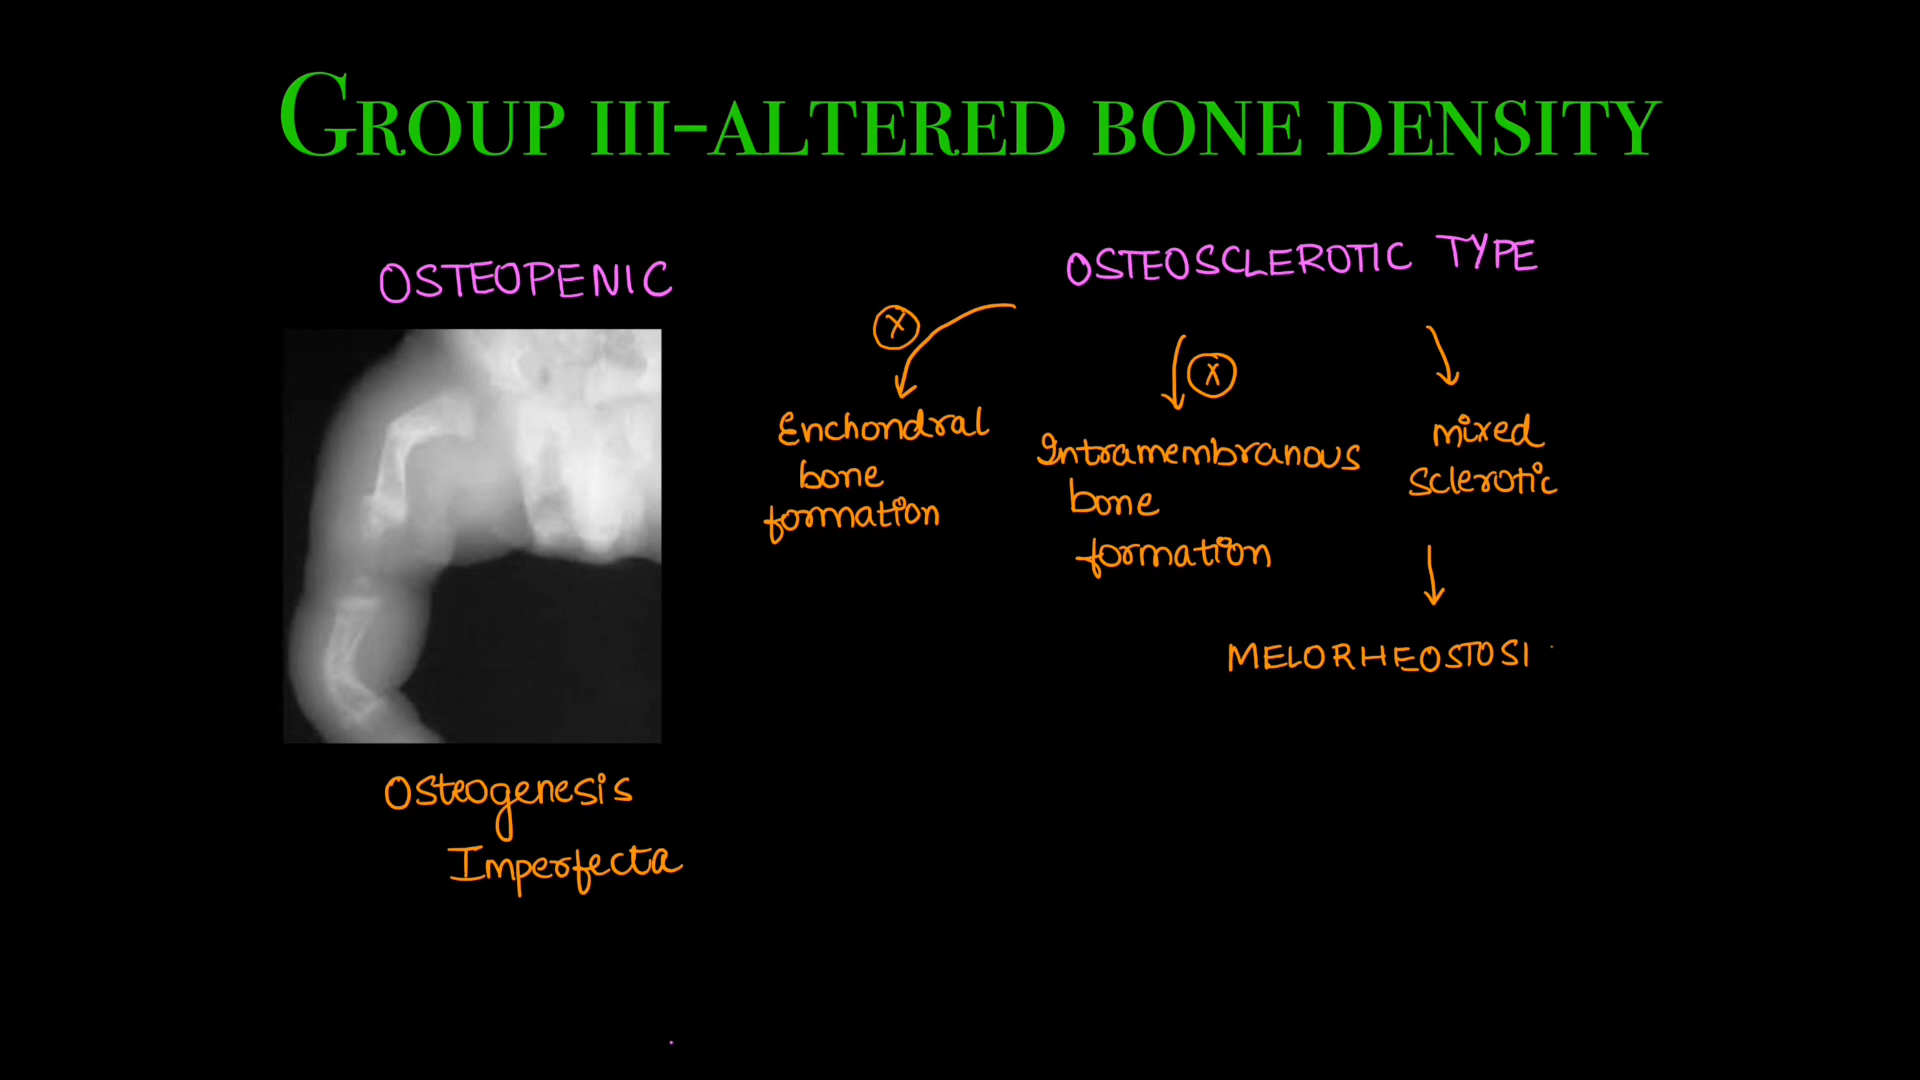 GROUP III-ALTERED BONE DENSITY
OSTEOPENIC
OSTEOSCLEROTIC TYPE
X
X
Enchondral
bone
formation
Intramembranous
bone
formation
mixed
sclerotic
MELORHEOSTOSI
Osteogenesis
Imperfecta